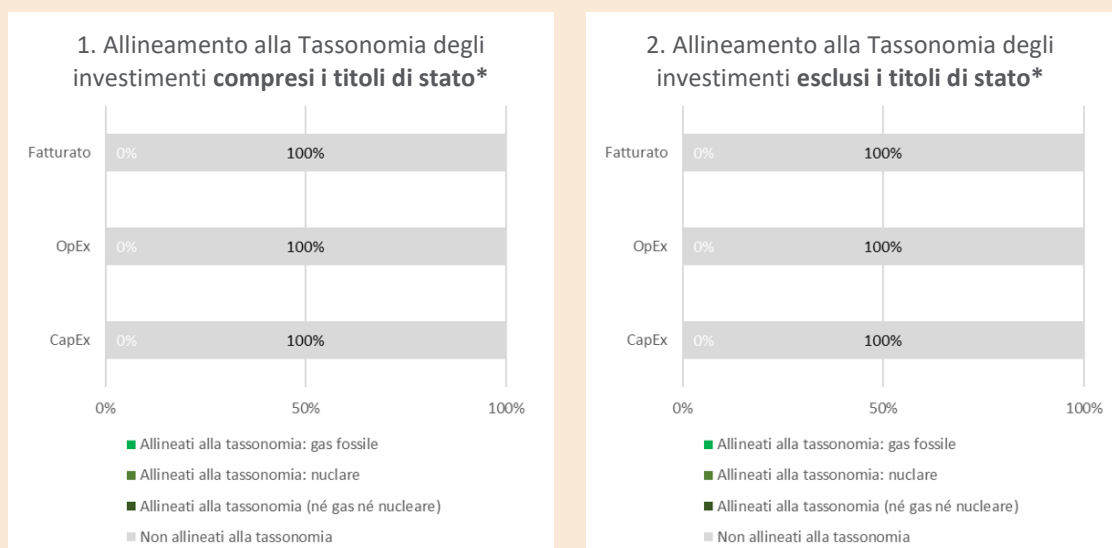 1. Allineamento alla Tassonomia degli
investimenti compresi i titoli di stato*
Fatturato
0%
100%
OpEx
0%
100%
CapEx
0%
100%
0%
50%
100%
Allineati alla tassonomia: gas fossile
Allineati alla tassonomia: nuclare
Allineati alla tassonomia (né gas né nucleare)
Non allineati alla tassonomia
2. Allineamento alla Tassonomia degli
investimenti esclusi i titoli di stato*
Fatturato
0%
100%
OpEx
0%
100%
CapEx
0%
100%
0%
50%
100%
Allineati alla tassonomia: gas fossile
Allineati alla tassonomia: nuclare
Allineati alla tassonomia (né gas né nucleare)
Non allineati alla tassonomia